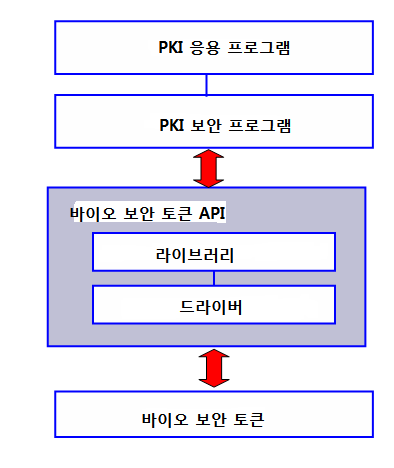 PKI 응용 프로그램
PKI 보안 프로그램
바이오 보안 토큰 API
라이브러리
드라이버
바이오 보안 토큰